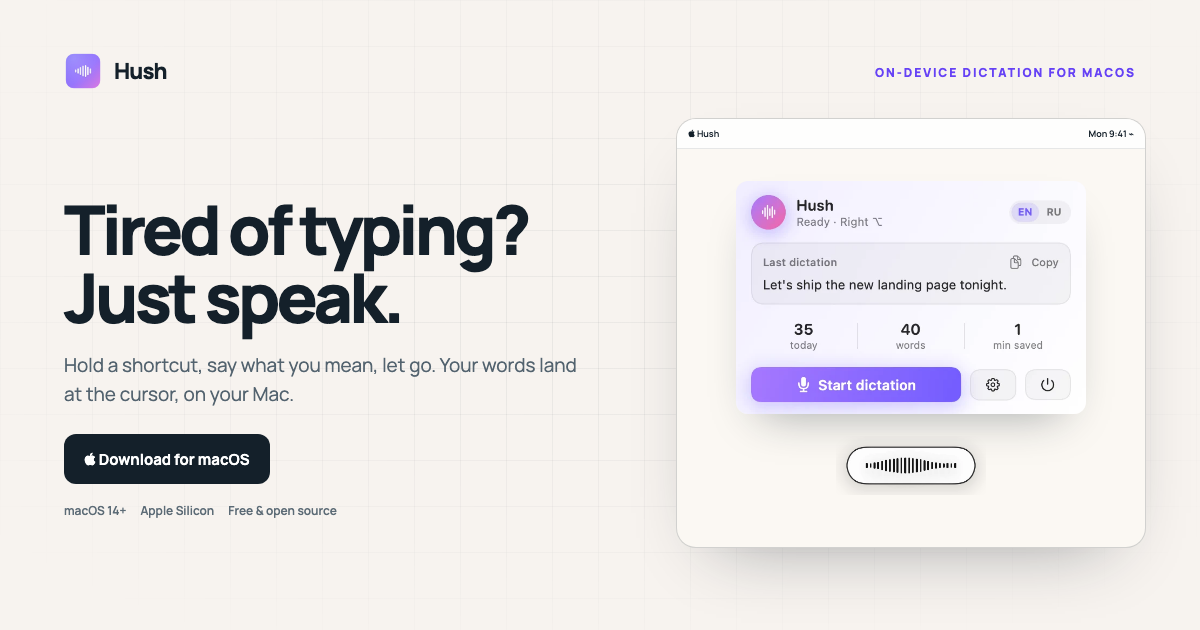 Hush
ON-DEVICE DICTATION FOR MACOS
Tired of typing?
Just speak.
Hold a shortcut, say what you mean, let go. Your words land
at the cursor, on your Mac.
Download for macOS
macOS 14+ Apple Silicon Free & open source
Hush Mon 9:41
Hush
Ready · Right ⌥
EN RU
Last dictation Copy
Let's ship the new landing page tonight.
35 40 1
today words min saved
Start dictation